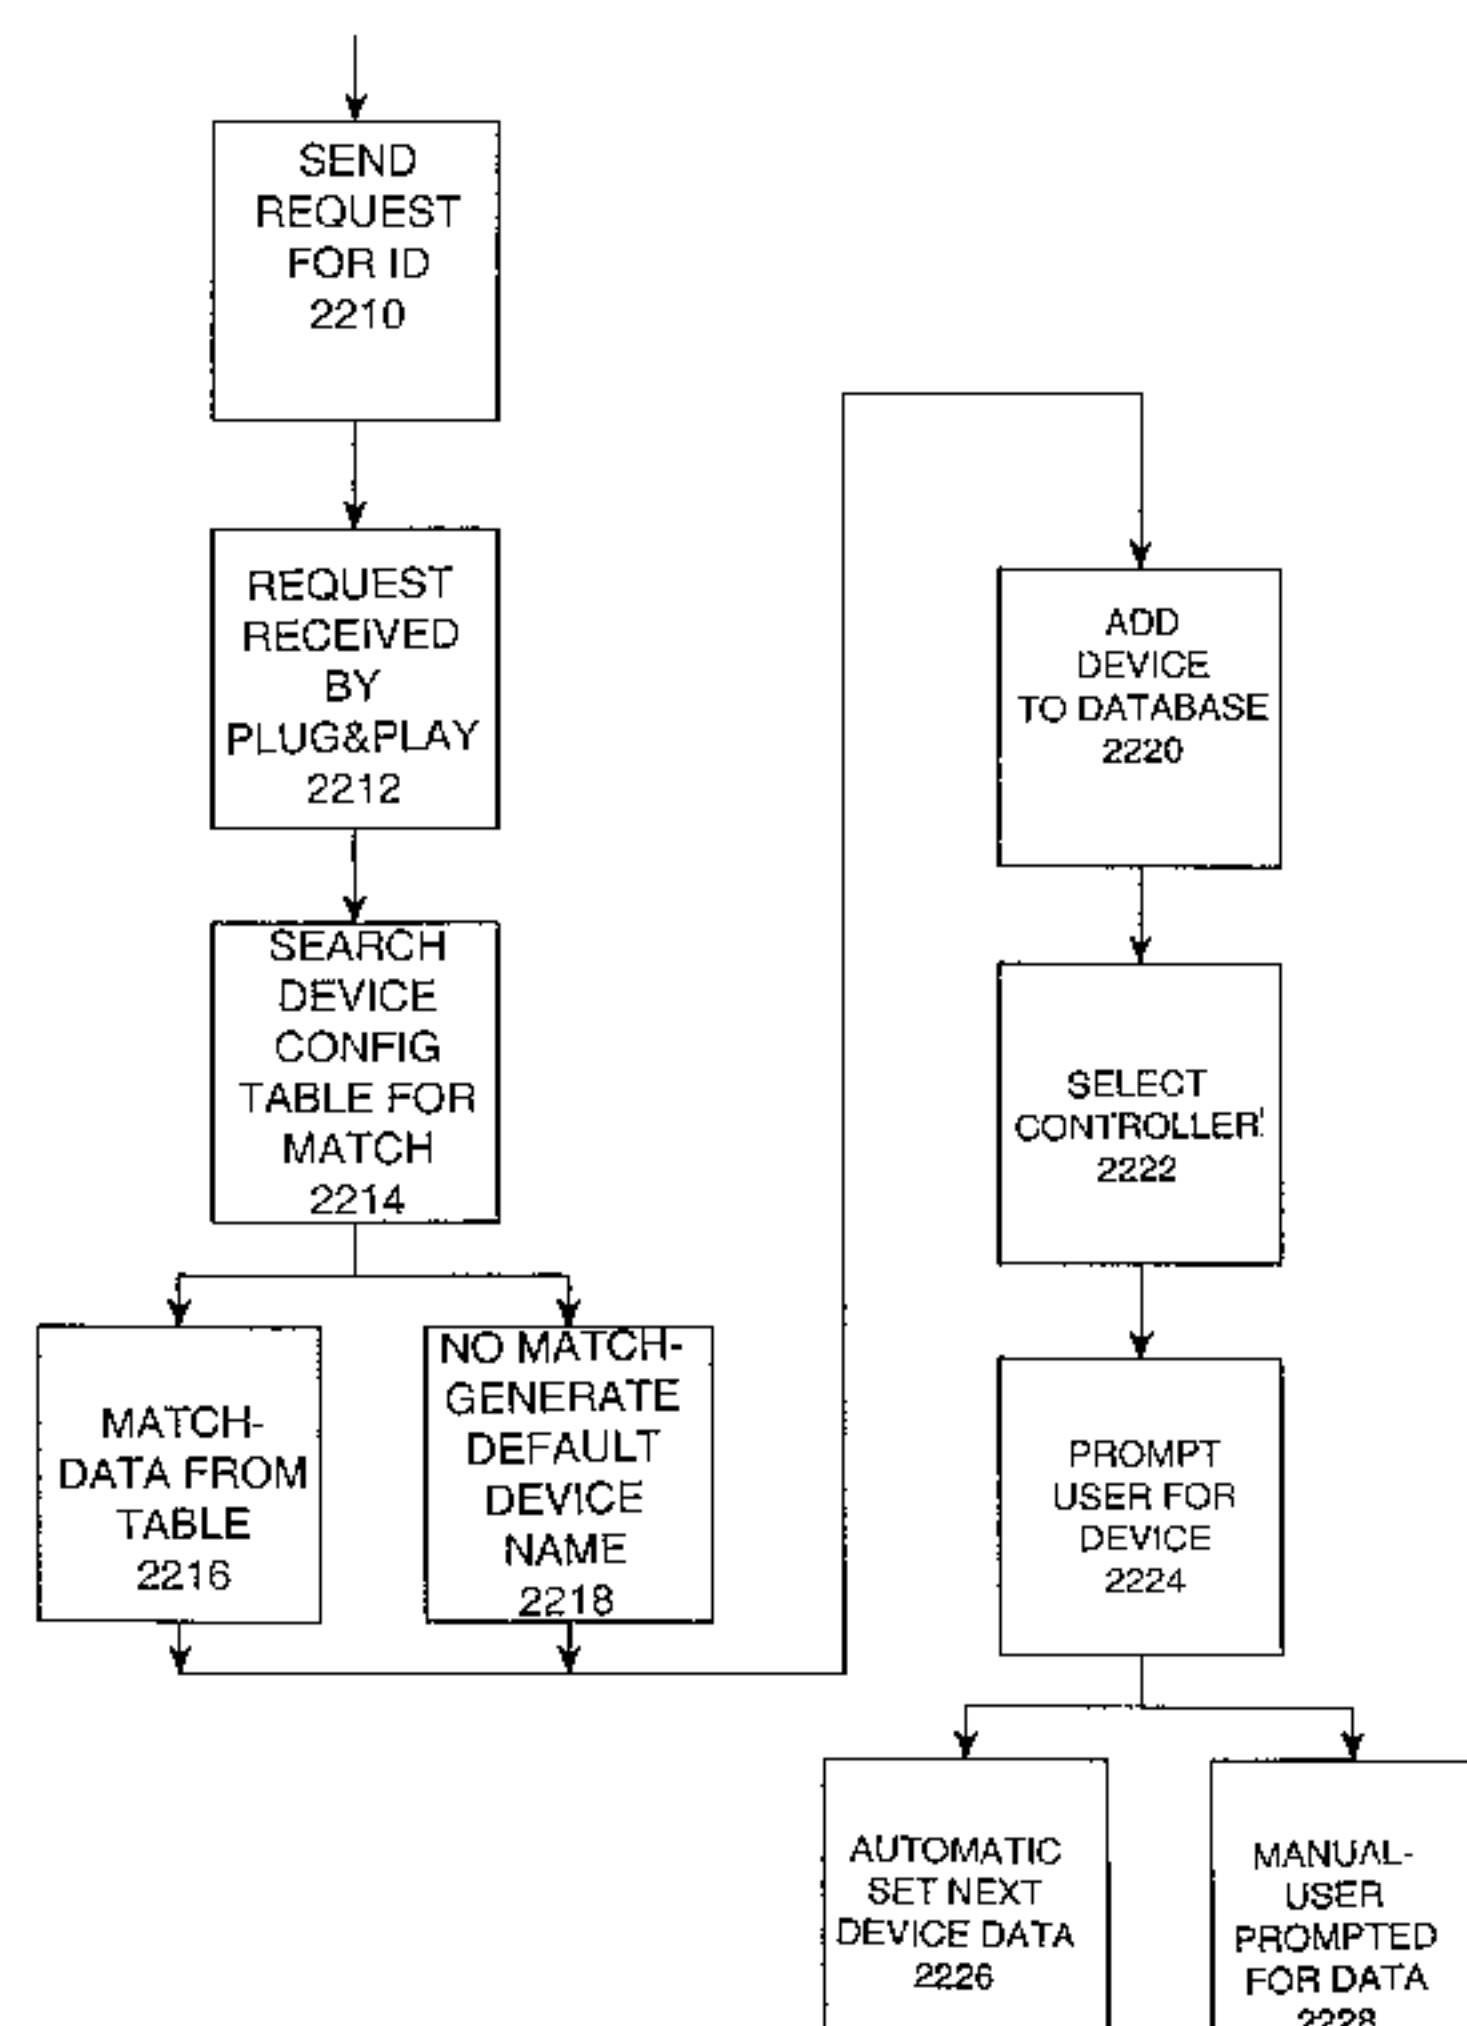 SEND
REQUEST
FOR ID
2210
REQUEST
RECEIVED
BY
PLUG&PLAY
2212
SEARCH
DEVICE
CONFIG
TABLE FOR
MATCH
2214
MATCH-
DATA FROM
TABLE
2216
NO MATCH-
GENERATE
DEFAULT
DEVICE
NAME
2218
ADD
DEVICE
TO DATABASE
2220
SELECT
CONTROLLER
2222
PROMPT
USER FOR
DEVICE
2224
AUTOMATIC
SET NEXT
DEVICE DATA
2226
MANUAL-
USER
PROMPTED
FOR DATA
2228